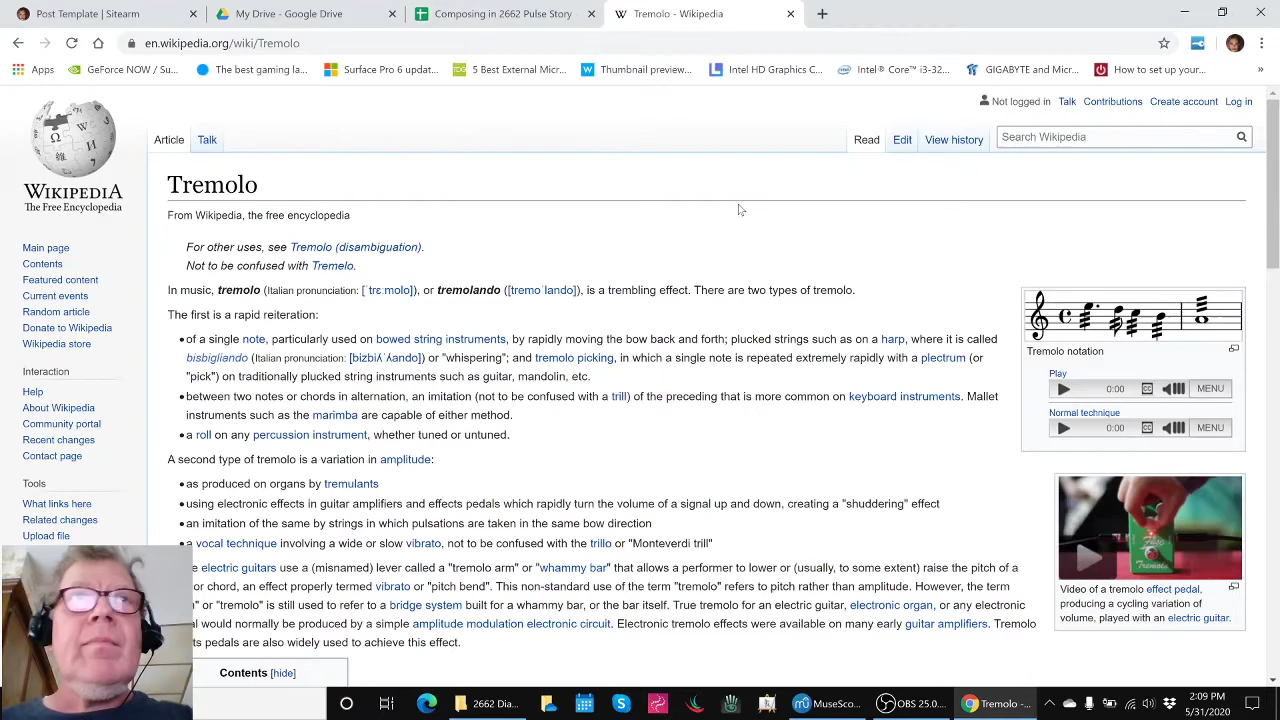 Post Template | Sitearm
My Drive - Google Drive
Composing in 2662 Pulse Story -
Tremolo - Wikipedia
en.wikipedia.org/wiki/Tremolo
Apps
GeForce NOW / Su...
The best gaming la...
Surface Pro 6 updat...
5 Best External Micr...
Thumbnail preview...
Intel HD Graphics C...
Intel® Core™ i3-32...
GIGABYTE and Micr...
How to set up your...
Not logged in Talk Contributions Create account Log in
Article Talk Read Edit View history Search Wikipedia
WIKIPEDIA
The Free Encyclopedia
Main page
Contents
Featured content
Current events
Random article
Donate to Wikipedia
Wikipedia store
Interaction
Help
About Wikipedia
Community portal
Recent changes
Contact page
Tools
What links here
Related changes
Upload file
Tremolo
From Wikipedia, the free encyclopedia
For other uses, see Tremolo (disambiguation).
Not to be confused with Tremelo.
In music, tremolo (Italian pronunciation: [ˈtrɛːmolo]), or tremolando ([tremoˈlando]), is a trembling effect. There are two types of tremolo.
The first is a rapid reiteration:
• of a single note, particularly used on bowed string instruments, by rapidly moving the bow back and forth; plucked strings such as on a harp, where it is called
bisbigliando (Italian pronunciation: [bizbiʎˈʎando]) or "whispering"; and tremolo picking, in which a single note is repeated extremely rapidly with a plectrum (or
"pick") on traditionally plucked string instruments such as guitar, mandolin, etc.
• between two notes or chords in alternation, an imitation (not to be confused with a trill) of the preceding that is more common on keyboard instruments. Mallet
instruments such as the marimba are capable of either method.
• a roll on any percussion instrument, whether tuned or untuned.
A second type of tremolo is a variation in amplitude:
• as produced on organs by tremulants
• using electronic effects in guitar amplifiers and effects pedals which rapidly turn the volume of a signal up and down, creating a "shuddering" effect
• an imitation of the same by strings in which pulsations are taken in the same bow direction
• a vocal technique involving a wide or slow vibrato, not to be confused with the trillo or "Monteverdi trill"
electric guitars use a (misnamed) lever called a "tremolo arm" or "whammy bar" that allows a performer to lower or (usually, to some extent) raise the pitch of a
or chord, an effect properly termed vibrato or "pitch bend". This non-standard use of the term "tremolo" refers to pitch rather than amplitude. However, the term
" or "tremolo" is still used to refer to a bridge system built for a whammy bar, or the bar itself. True tremolo for an electric guitar, electronic organ, or any electronic
would normally be produced by a simple amplitude modulation electronic circuit. Electronic tremolo effects were available on many early guitar amplifiers. Tremolo
pedals are also widely used to achieve this effect.
Contents [hide]
Tremolo notation
Play
0:00 MENU
Normal technique
0:00 MENU
Video of a tremolo effect pedal,
producing a cycling variation of
volume, played with an electric guitar.
2662 Dia...
MuseSco...
OBS 25.0...
Tremolo -...
2:09 PM
5/31/2020